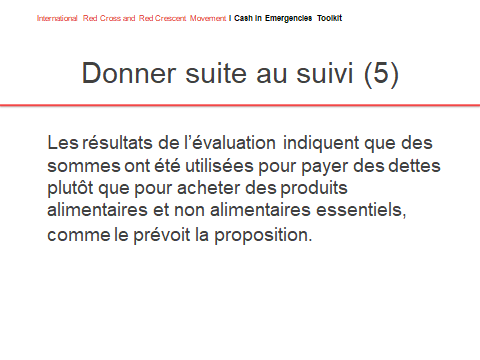 International Red Cross and Red Crescent Movement I Cash in Emergencies Toolkit
Donner suite au suivi (5)
Les résultats de l’évaluation indiquent que des
sommes ont été utilisées pour payer des dettes
plutôt que pour acheter des produits
alimentaires et non alimentaires essentiels,
comme le prévoit la proposition.